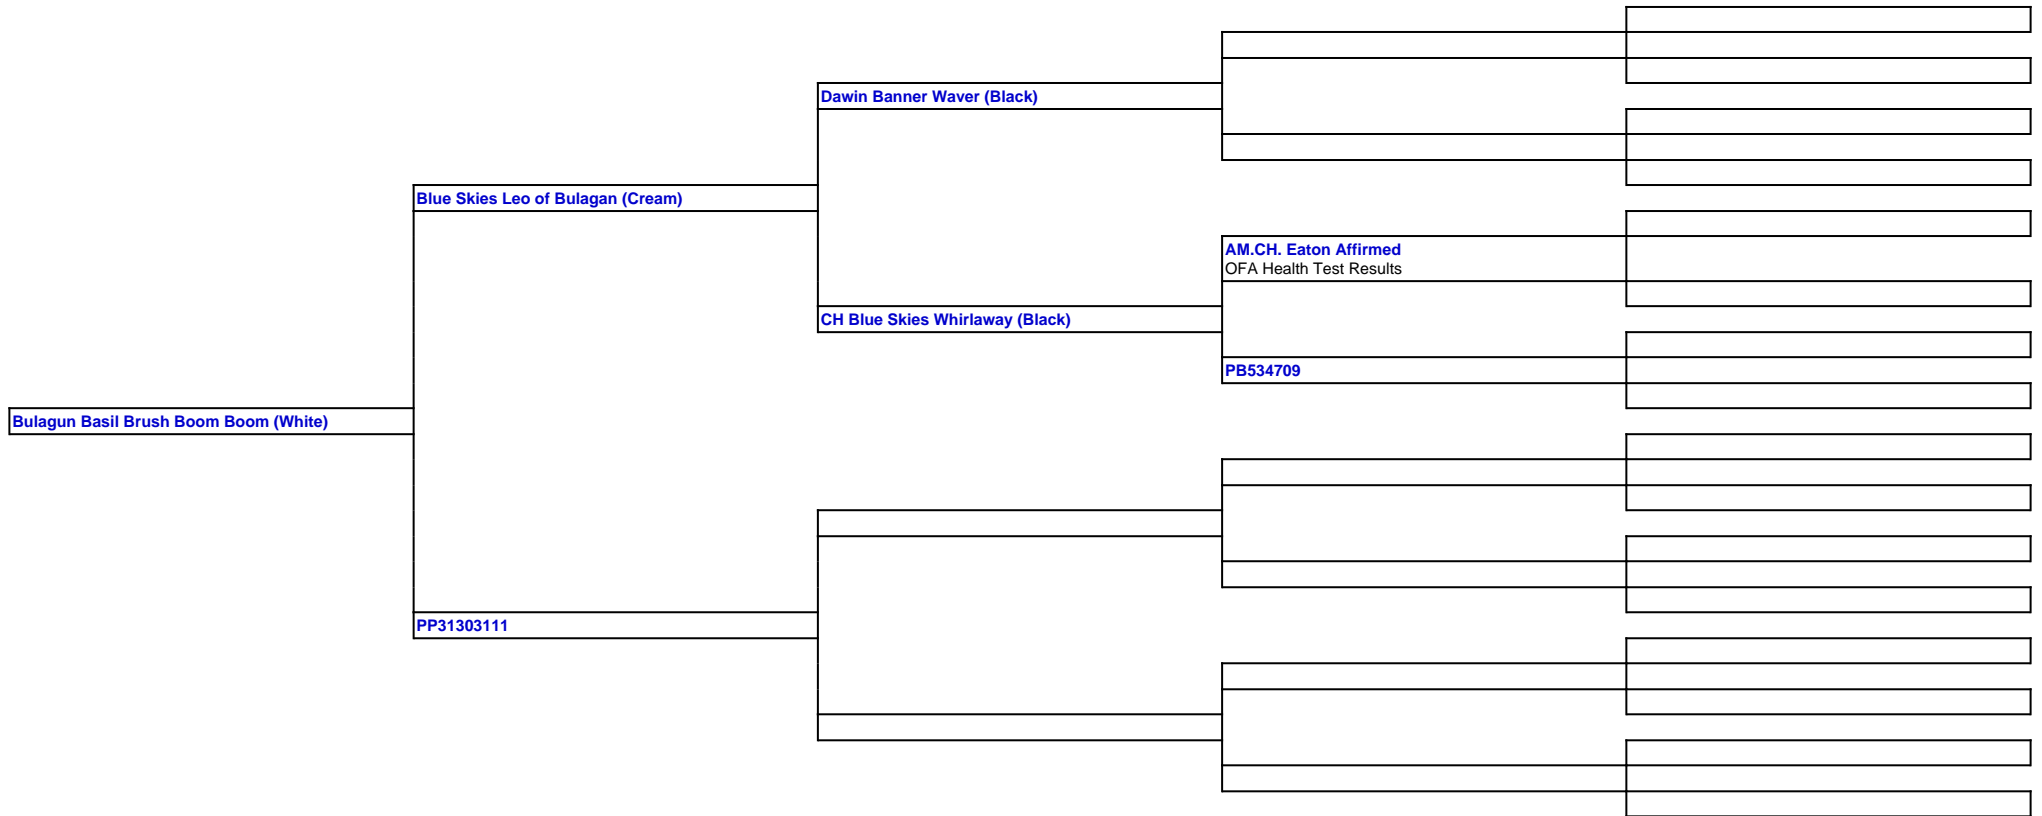 Dawin Banner Waver (Black)
Blue Skies Leo of Bulagan (Cream)
AM.CH. Eaton Affirmed
OFA Health Test Results
CH Blue Skies Whirlaway (Black)
PB534709
Bulagun Basil Brush Boom Boom (White)
PP31303111